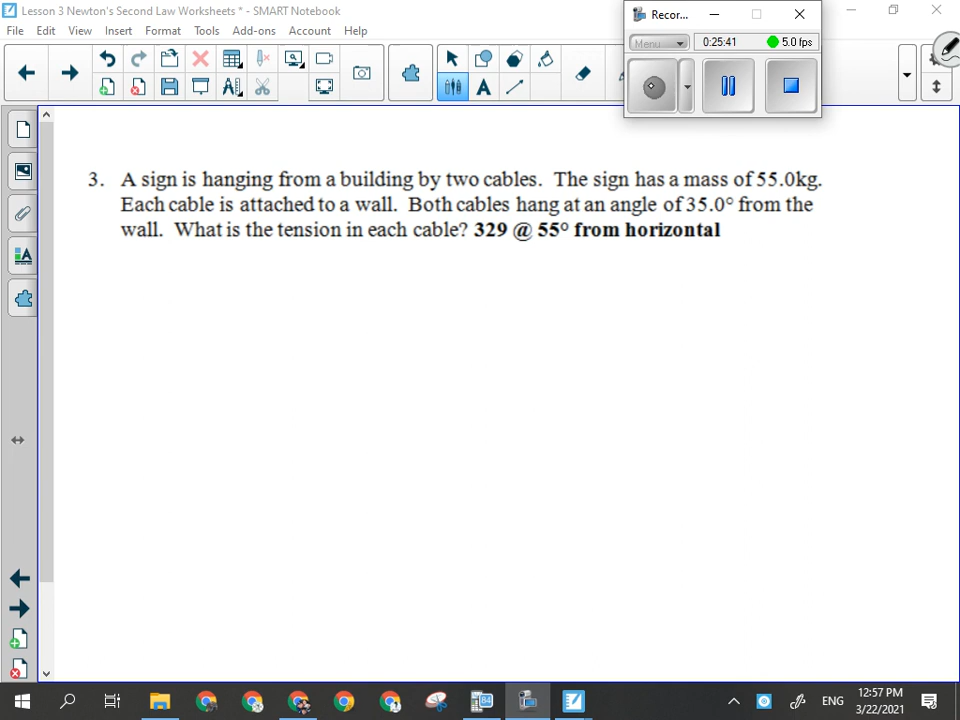 Lesson 3 Newton's Second Law Worksheets * - SMART Notebook
File Edit View Insert Format Tools Add-ons Account Help
Recor...
Menu
0:25:41
5.0 fps
3. A sign is hanging from a building by two cables. The sign has a mass of 55.0kg.
Each cable is attached to a wall. Both cables hang at an angle of 35.0° from the
wall. What is the tension in each cable? 329 @ 55° from horizontal
ENG
12:57 PM
3/22/2021